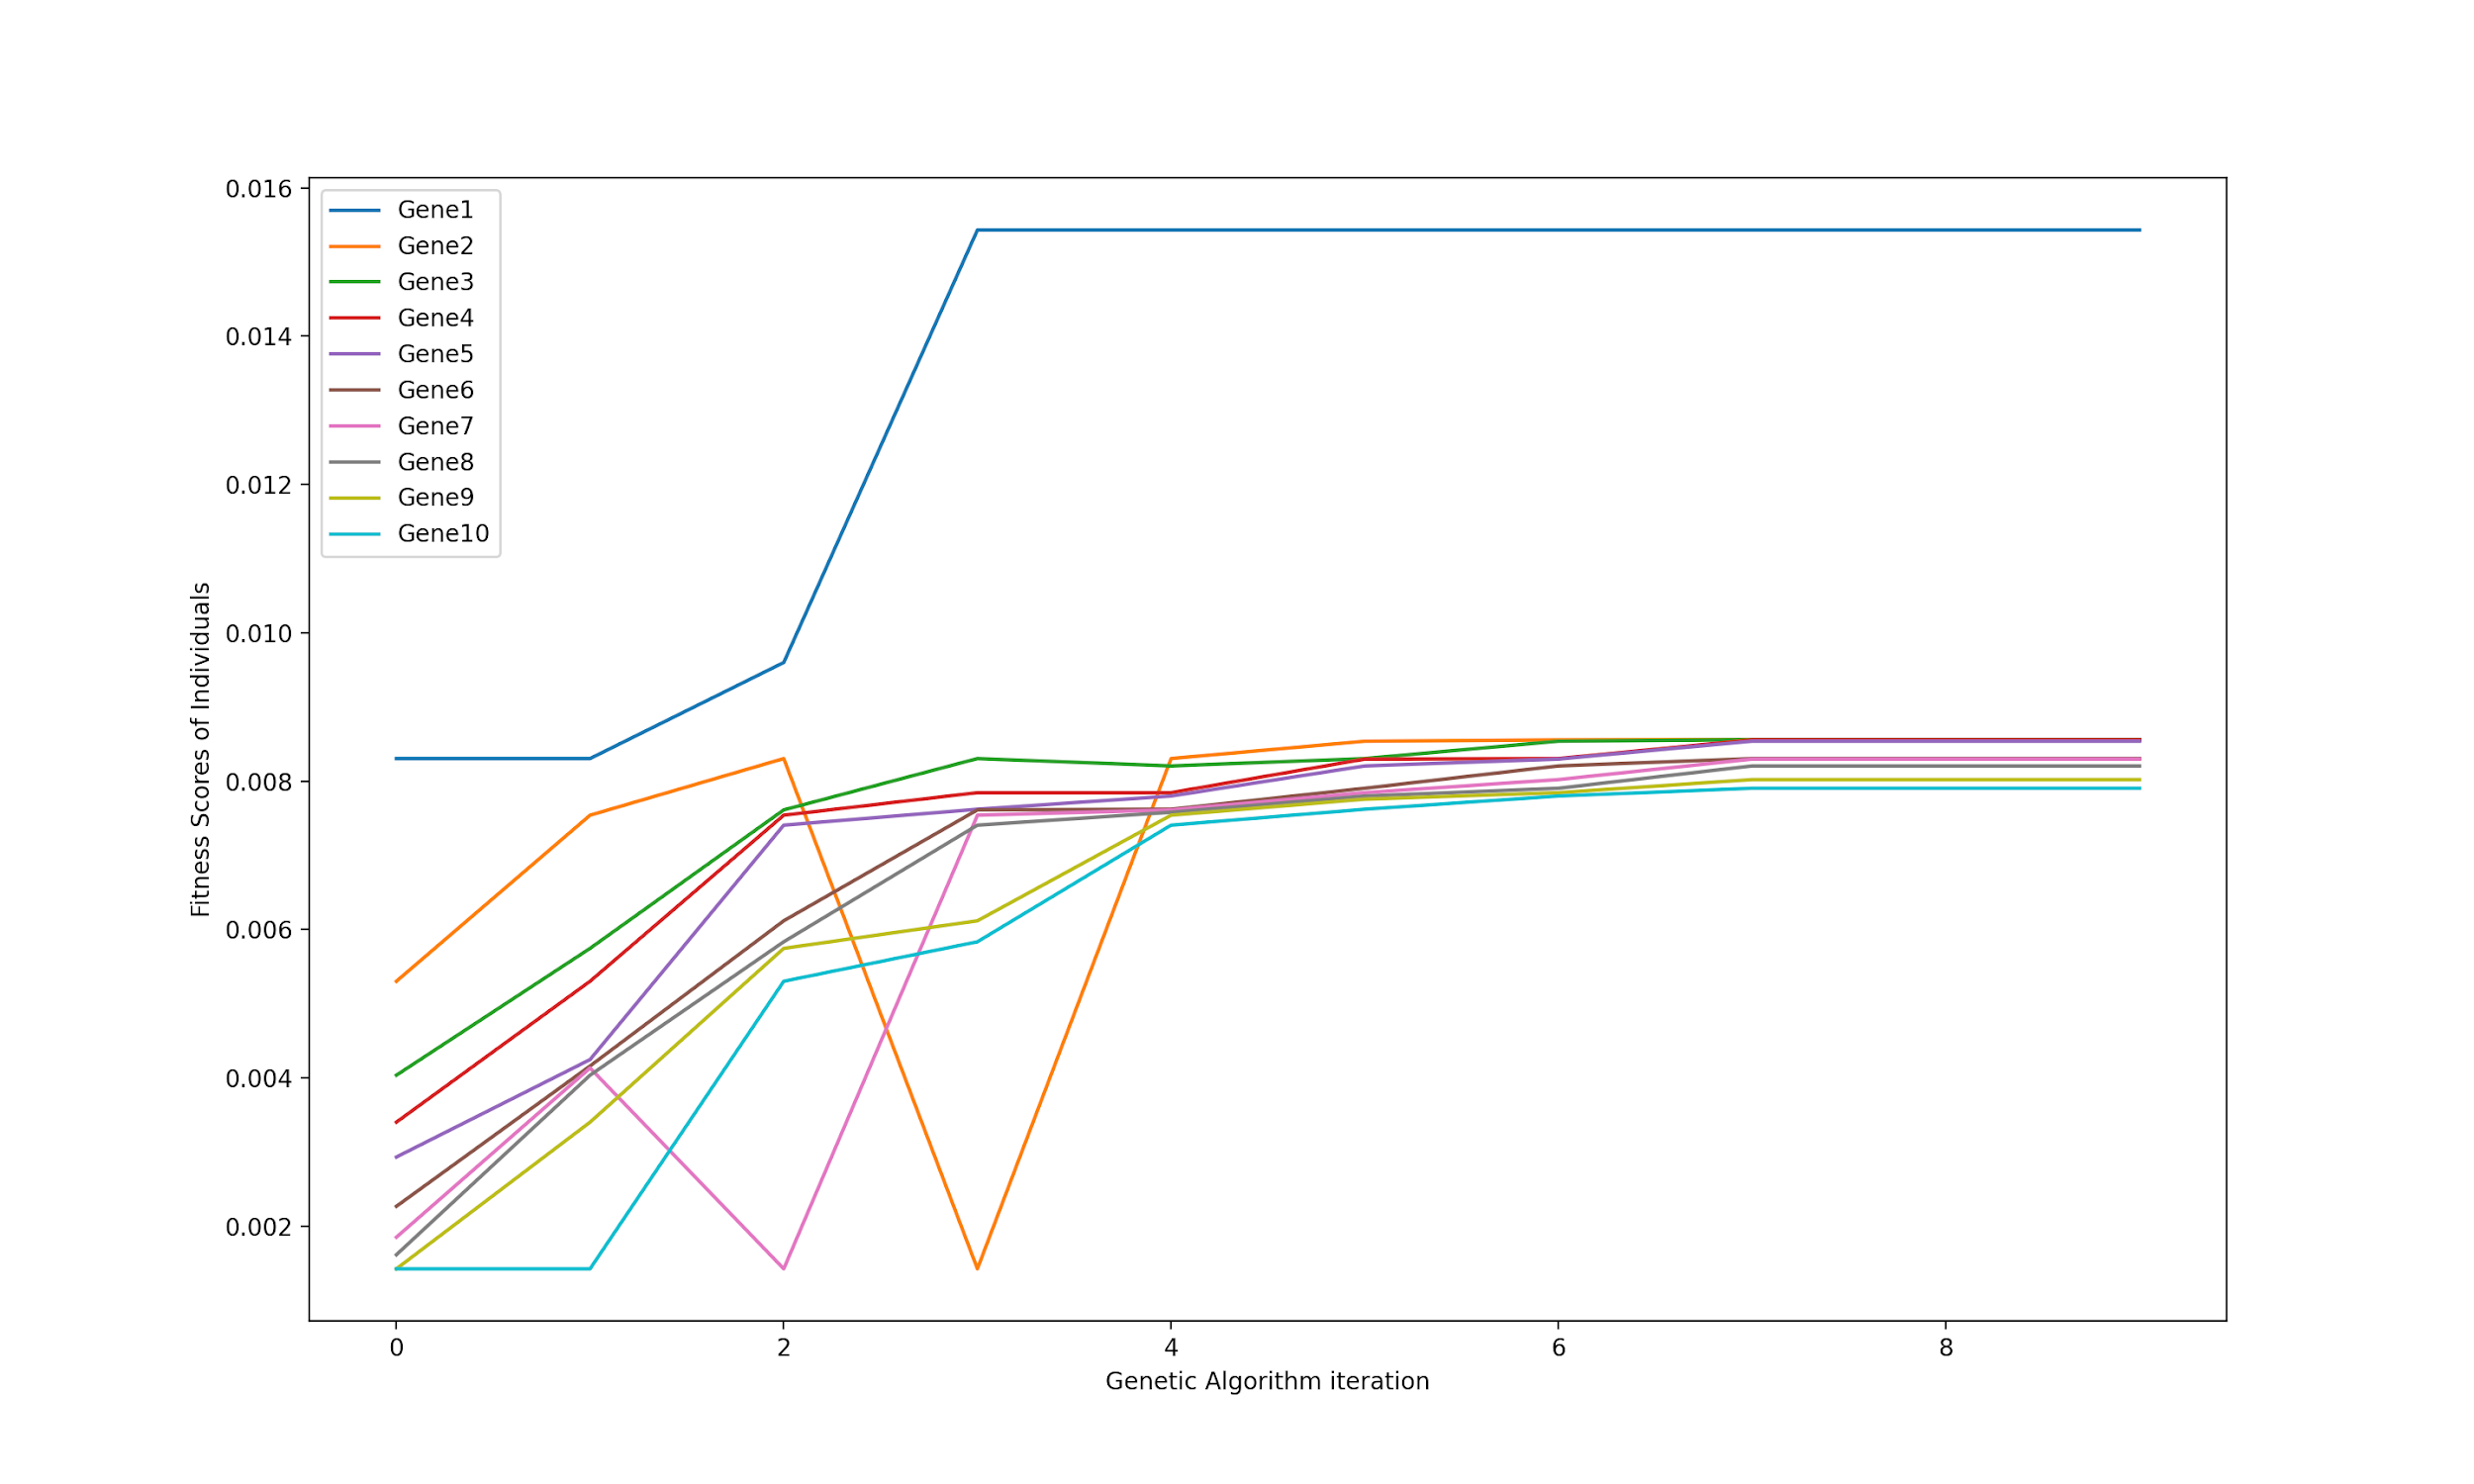 0.016
0.014
0.012
0.010
0.008
0.006
0.004
0.002
Fitness Scores of Individuals
Gene1
Gene2
Gene3
Gene4
Gene5
Gene6
Gene7
Gene8
Gene9
Gene10
0 2 4 6 8
Genetic Algorithm iteration